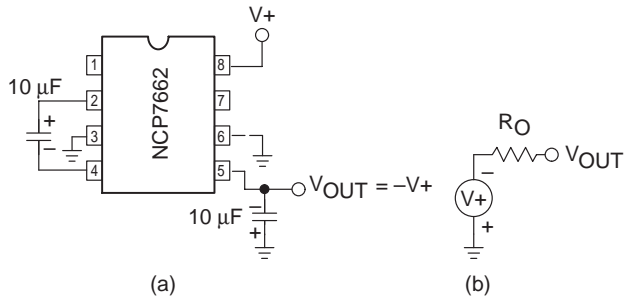 V+
10 µF
NCP7662
1
2
3
4
8
7
6
5
+
−
VOUT = −V+
10 µF
−
+
RO
VOUT
−
V+
+
(a)
(b)